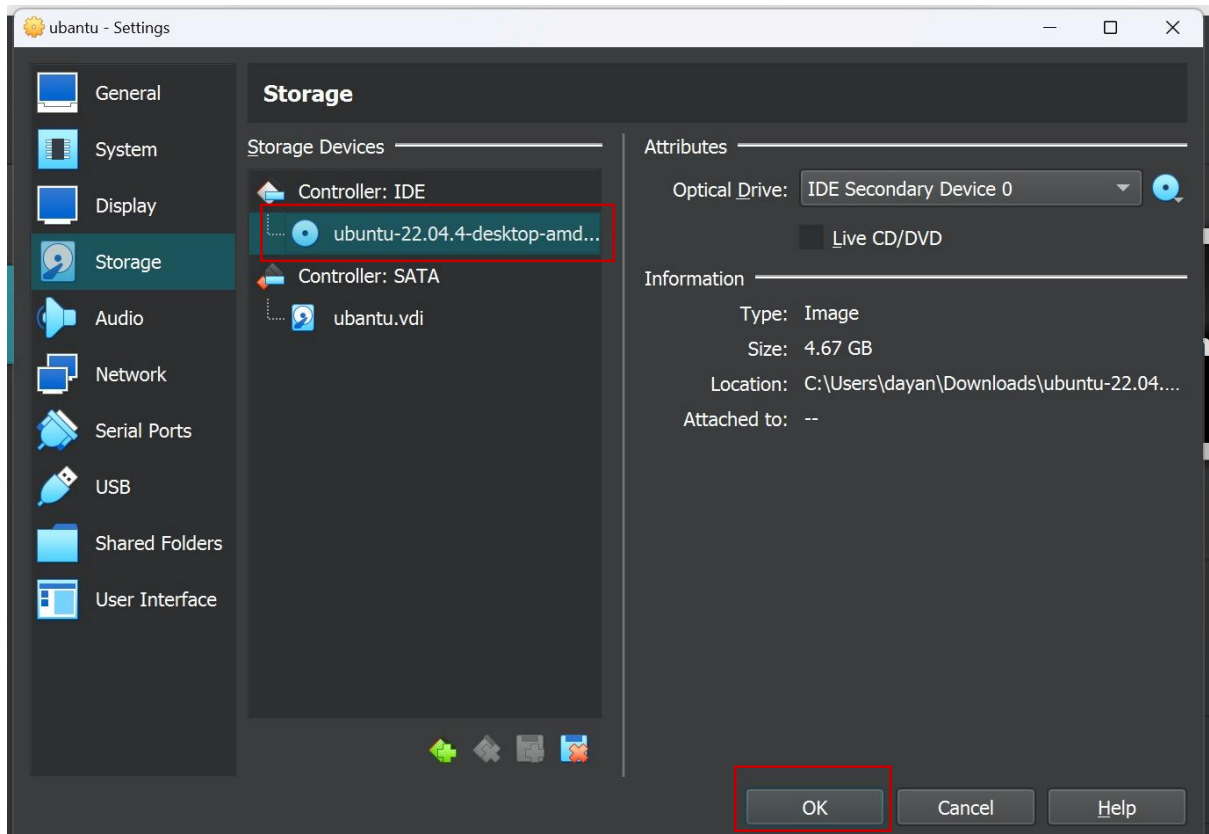 ubantu - Settings
General
System
Display
Storage
Audio
Network
Serial Ports
USB
Shared Folders
User Interface
Storage
Storage Devices
Controller: IDE
ubuntu-22.04.4-desktop-amd...
Controller: SATA
ubantu.vdi
Attributes
Optical Drive: IDE Secondary Device 0
Live CD/DVD
Information
Type: Image
Size: 4.67 GB
Location: C:\Users\dayan\Downloads\ubuntu-22.04....
Attached to: --
OK Cancel Help